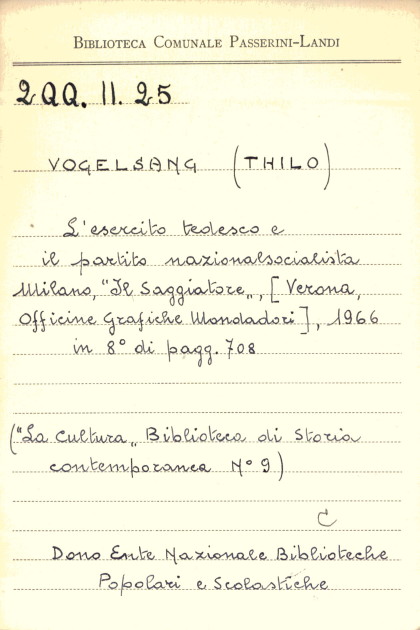 BIBLIOTECA COMUNALE PASSERINI-LANDI
2QQ. II. 25
VOGELSANG (THILO)
L'esercito tedesco e
il partito nazionalsocialista
Milano, "Il Saggiatore„, [Verona,
Officine Grafiche Mondadori], 1966
in 8° di pagg. 708
("La Cultura„ Biblioteca di Storia
contemporanea N° 9)
C
Dono Ente Nazionale Biblioteche
Popolari e Scolastiche